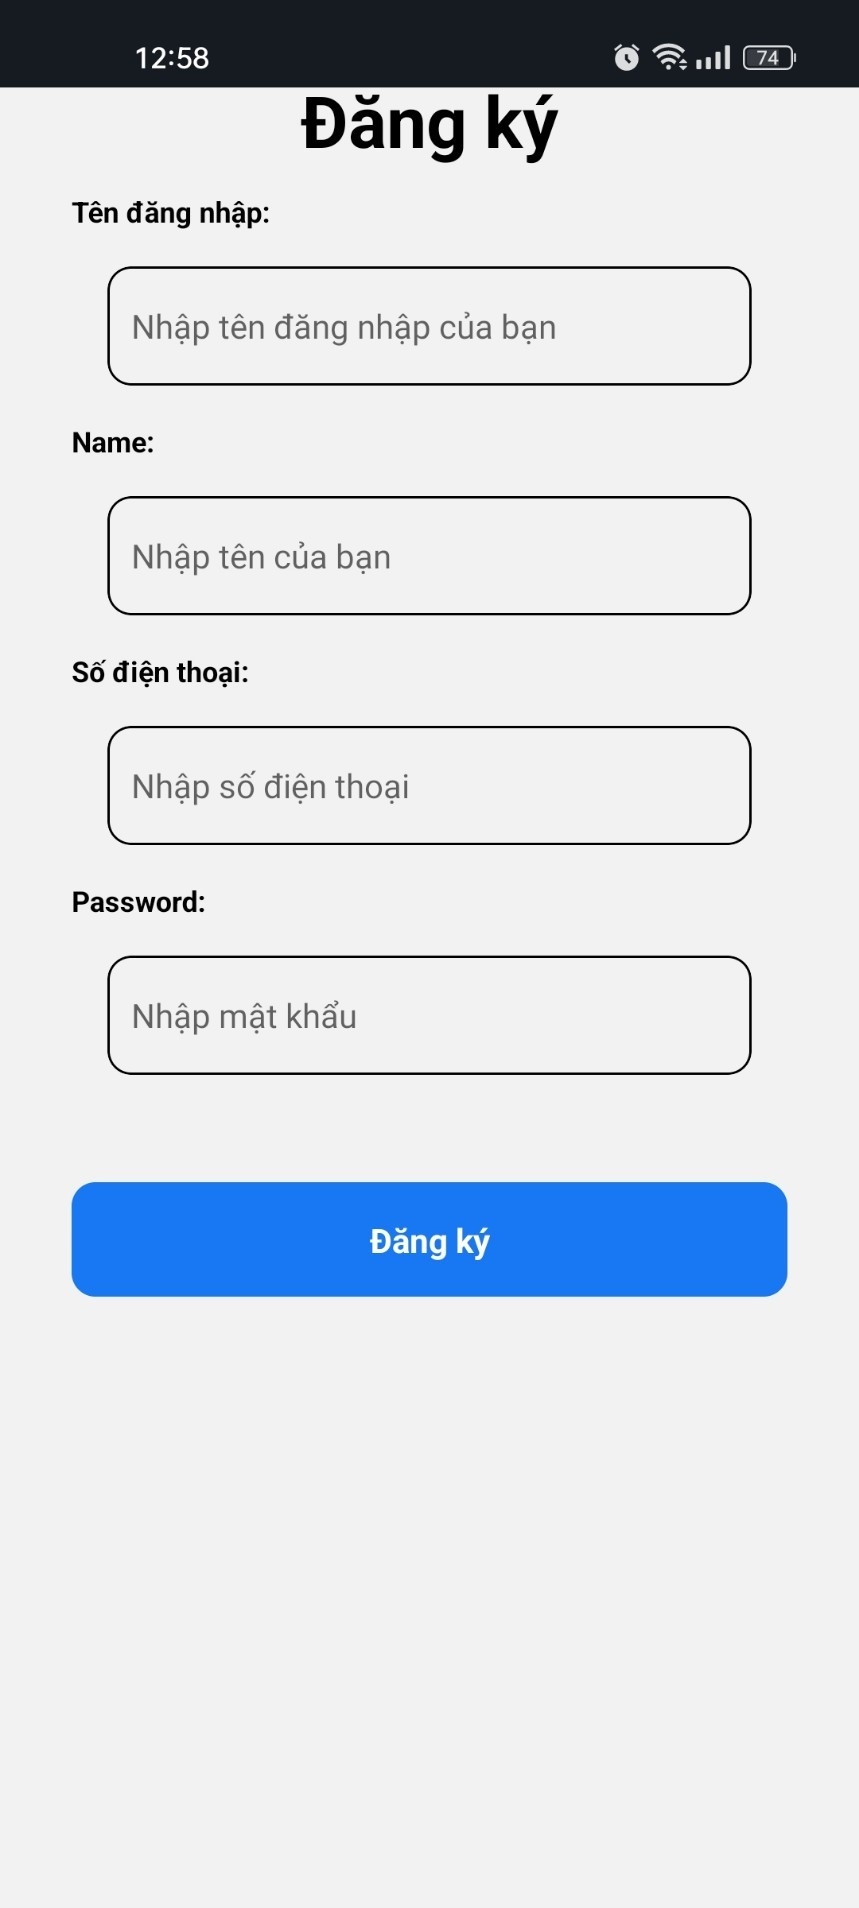 12:58
74
Đăng ký
Tên đăng nhập:
Nhập tên đăng nhập của bạn
Name:
Nhập tên của bạn
Số điện thoại:
Nhập số điện thoại
Password:
Nhập mật khẩu
Đăng ký